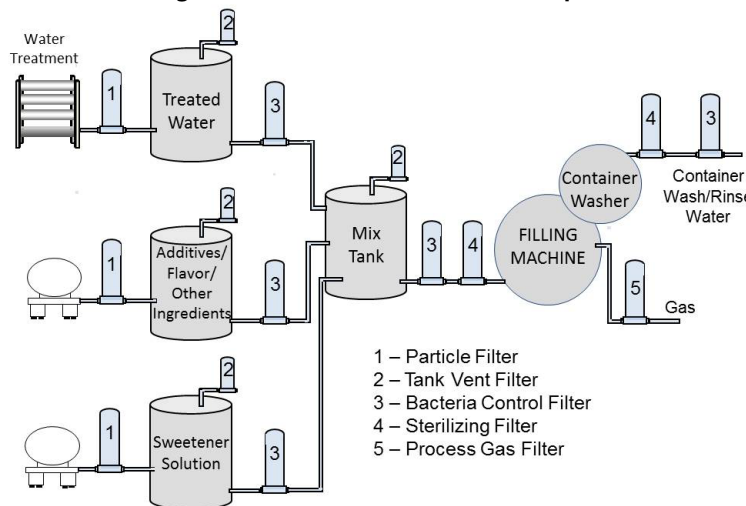 Water
Treatment
1
2
Treated
Water
3
2
Mix
Tank
1
2
Additives/
Flavor/
Other
Ingredients
3
3
4
FILLING
MACHINE
Container
Washer
4
3
Container
Wash/Rinse
Water
5
Gas
1
2
Sweetener
Solution
3
1 – Particle Filter
2 – Tank Vent Filter
3 – Bacteria Control Filter
4 – Sterilizing Filter
5 – Process Gas Filter